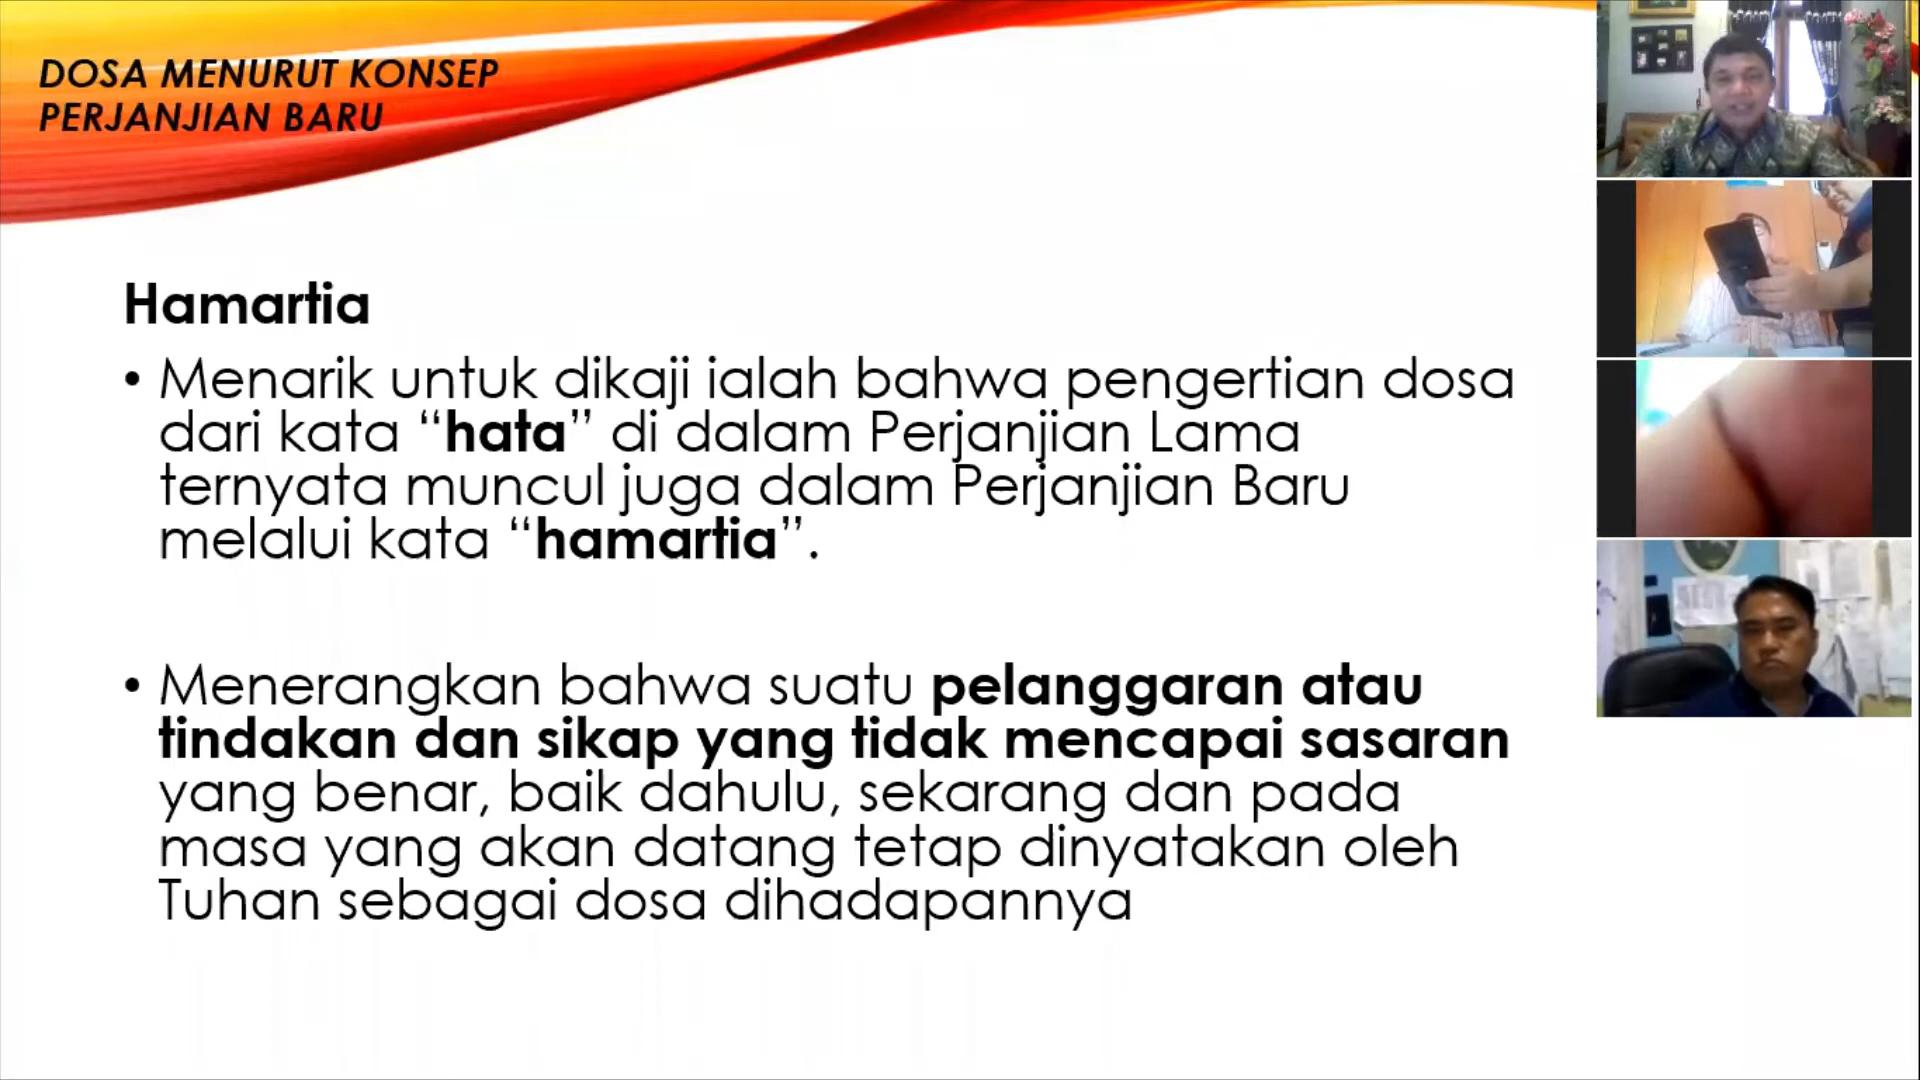 DOSA MENURUT KONSEP
PERJANJIAN BARU
Hamartia
• Menarik untuk dikaji ialah bahwa pengertian dosa
dari kata “hata” di dalam Perjanjian Lama
ternyata muncul juga dalam Perjanjian Baru
melalui kata “hamartia”.
• Menerangkan bahwa suatu pelanggaran atau
tindakan dan sikap yang tidak mencapai sasaran
yang benar, baik dahulu, sekarang dan pada
masa yang akan datang tetap dinyatakan oleh
Tuhan sebagai dosa dihadapannya